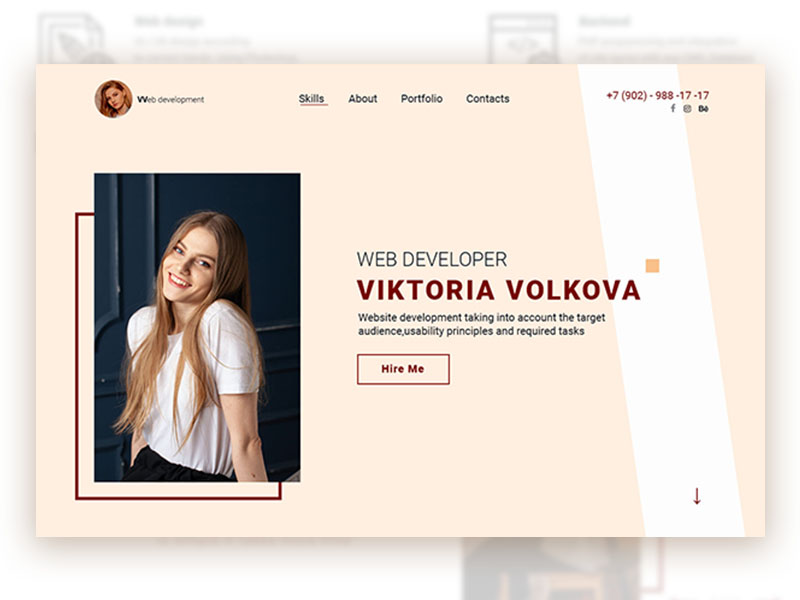 Web design
Backend
Web development
Skills
About
Portfolio
Contacts
+7 (902) - 988 -17 -17
WEB DEVELOPER
VIKTORIA VOLKOVA
Website development taking into account the target
audience,usability principles and required tasks
Hire Me